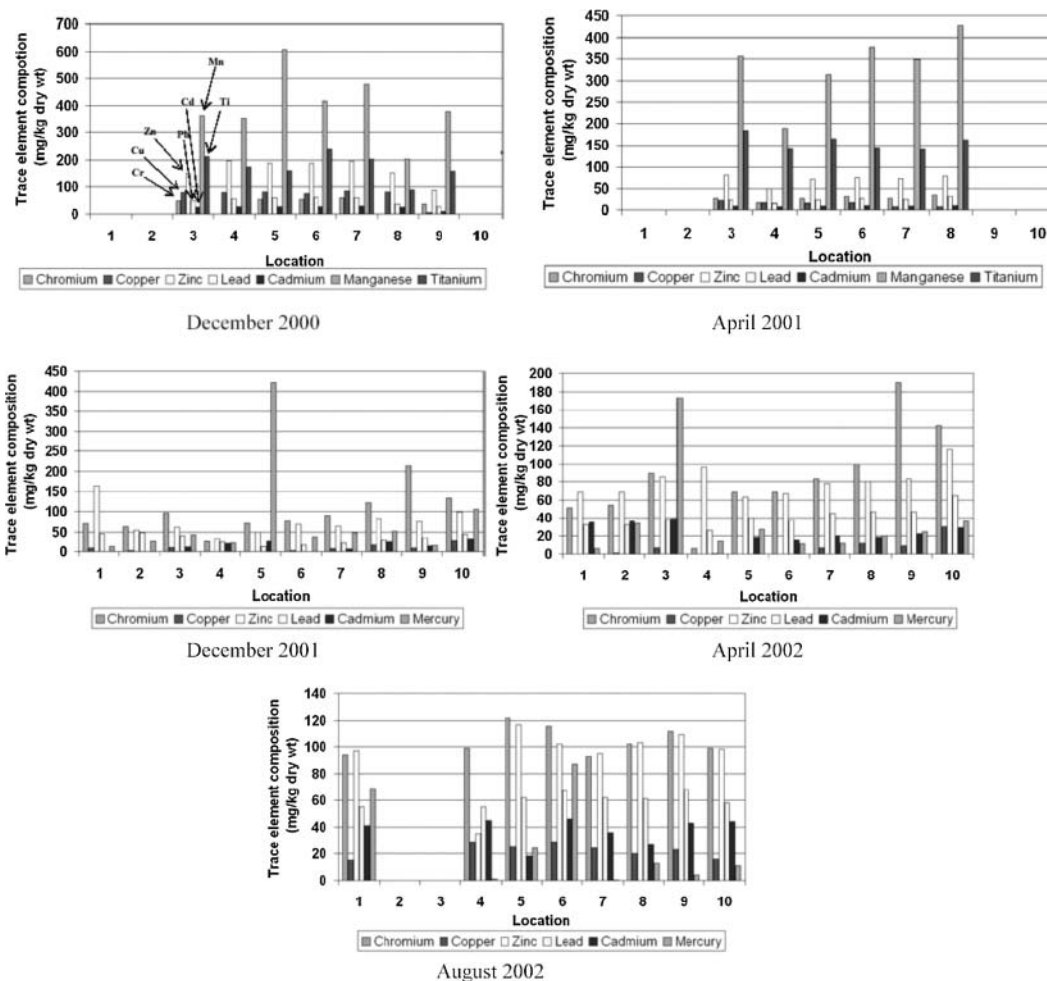 Trace element compotion
(mg/kg dry wt)
700
600
500
400
300
200
100
0
Mn
Cd
Ti
Zn
Pb
Cu
Cr
1 2 3 4 5 6 7 8 9 10
Location
Chromium Copper Zinc Lead Cadmium Manganese Titanium
December 2000
Trace element composition
(mg/kg dry wt)
450
400
350
300
250
200
150
100
50
0
1 2 3 4 5 6 7 8 9 10
Location
Chromium Copper Zinc Lead Cadmium Manganese Titanium
April 2001
Trace element composition
(mg/kg dry wt)
450
400
350
300
250
200
150
100
50
0
1 2 3 4 5 6 7 8 9 10
Location
Chromium Copper Zinc Lead Cadmium Mercury
December 2001
Trace element composition
(mg/kg dry wt)
200
180
160
140
120
100
80
60
40
20
0
1 2 3 4 5 6 7 8 9 10
Location
Chromium Copper Zinc Lead Cadmium Mercury
April 2002
Trace element composition
(mg/kg dry wt)
140
120
100
80
60
40
20
0
1 2 3 4 5 6 7 8 9 10
Location
Chromium Copper Zinc Lead Cadmium Mercury
August 2002